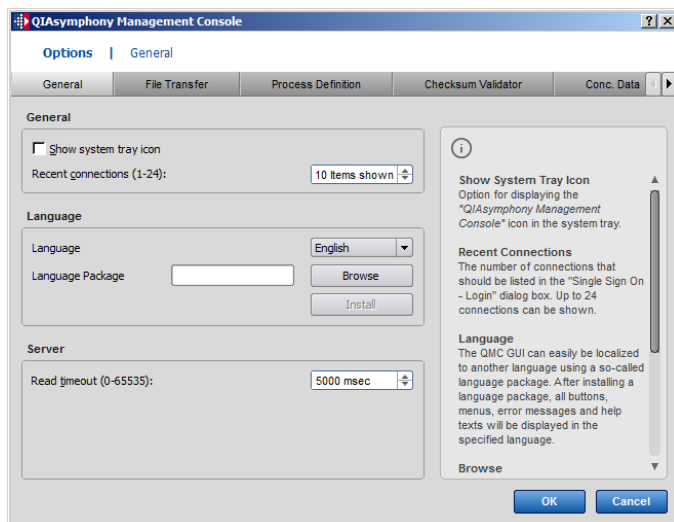 QIAsymphony Management Console
Options | General
General
File Transfer
Process Definition
Checksum Validator
Conc. Data
General
Show system tray icon
Recent connections (1-24):
10 Items shown
Language
Language
English
Language Package
Browse
Install
Server
Read timeout (0-65535):
5000 msec
Show System Tray Icon
Option for displaying the
"QIAsymphony Management
Console" icon in the system tray.
Recent Connections
The number of connections that
should be listed in the "Single Sign On
- Login" dialog box. Up to 24
connections can be shown.
Language
The QMC GUI can easily be localized
to another language using a so-called
language package. After installing a
language package, all buttons,
menus, error messages and help
texts will be displayed in the
specified language.
Browse
OK
Cancel